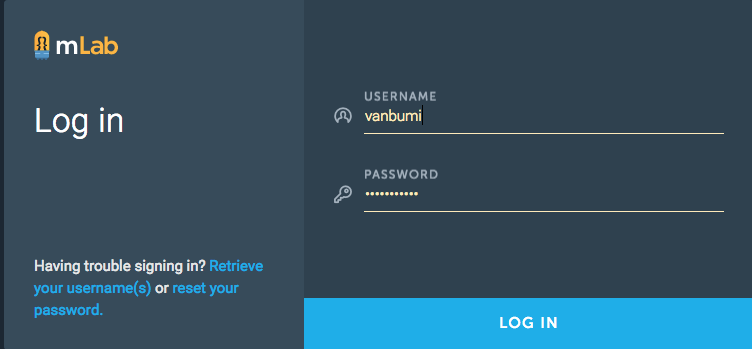 mLab
Log in
Having trouble signing in? Retrieve
your username(s) or reset your
password.
USERNAME
vanbumi
PASSWORD
•••••••••••
LOG IN